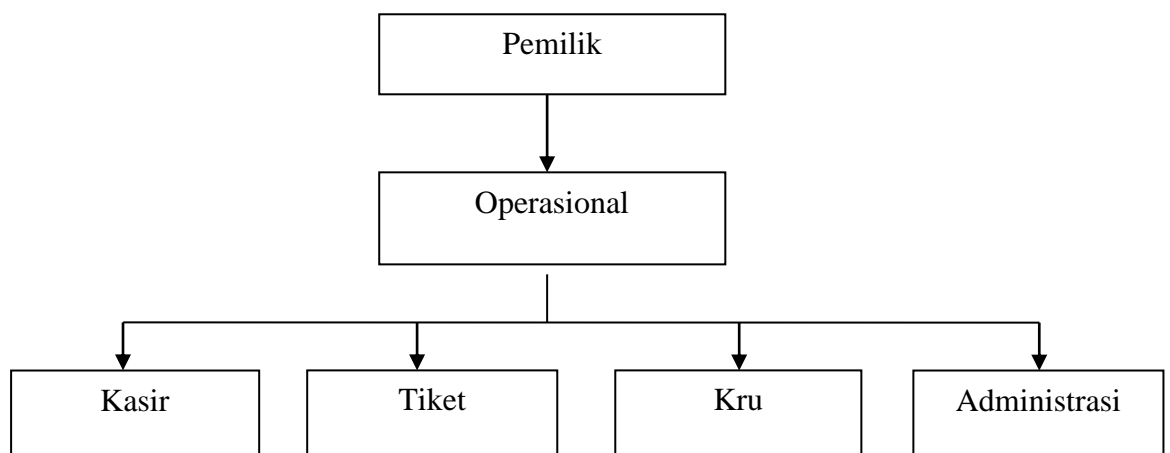 Pemilik
Operasional
Kasir
Tiket
Kru
Administrasi